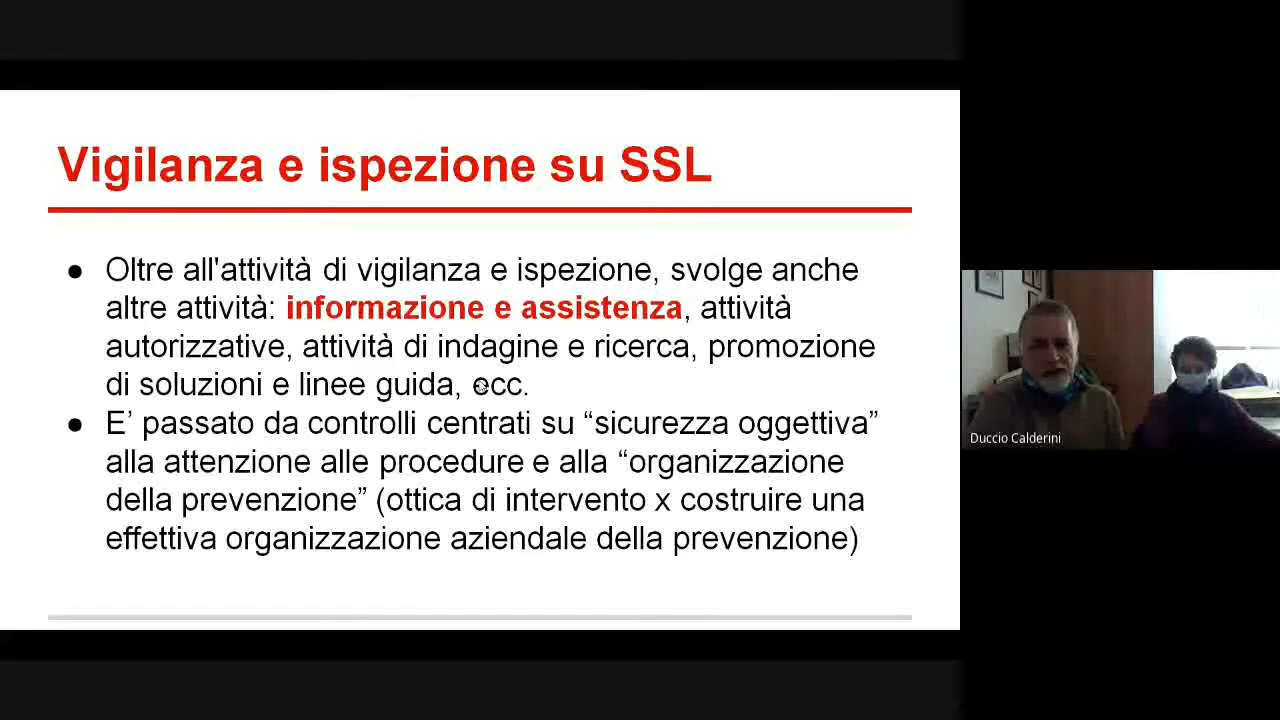 Vigilanza e ispezione su SSL
● Oltre all'attività di vigilanza e ispezione, svolge anche
altre attività: informazione e assistenza, attività
autorizzative, attività di indagine e ricerca, promozione
di soluzioni e linee guida, ecc.
● E’ passato da controlli centrati su “sicurezza oggettiva”
alla attenzione alle procedure e alla “organizzazione
della prevenzione” (ottica di intervento x costruire una
effettiva organizzazione aziendale della prevenzione)
Duccio Calderini